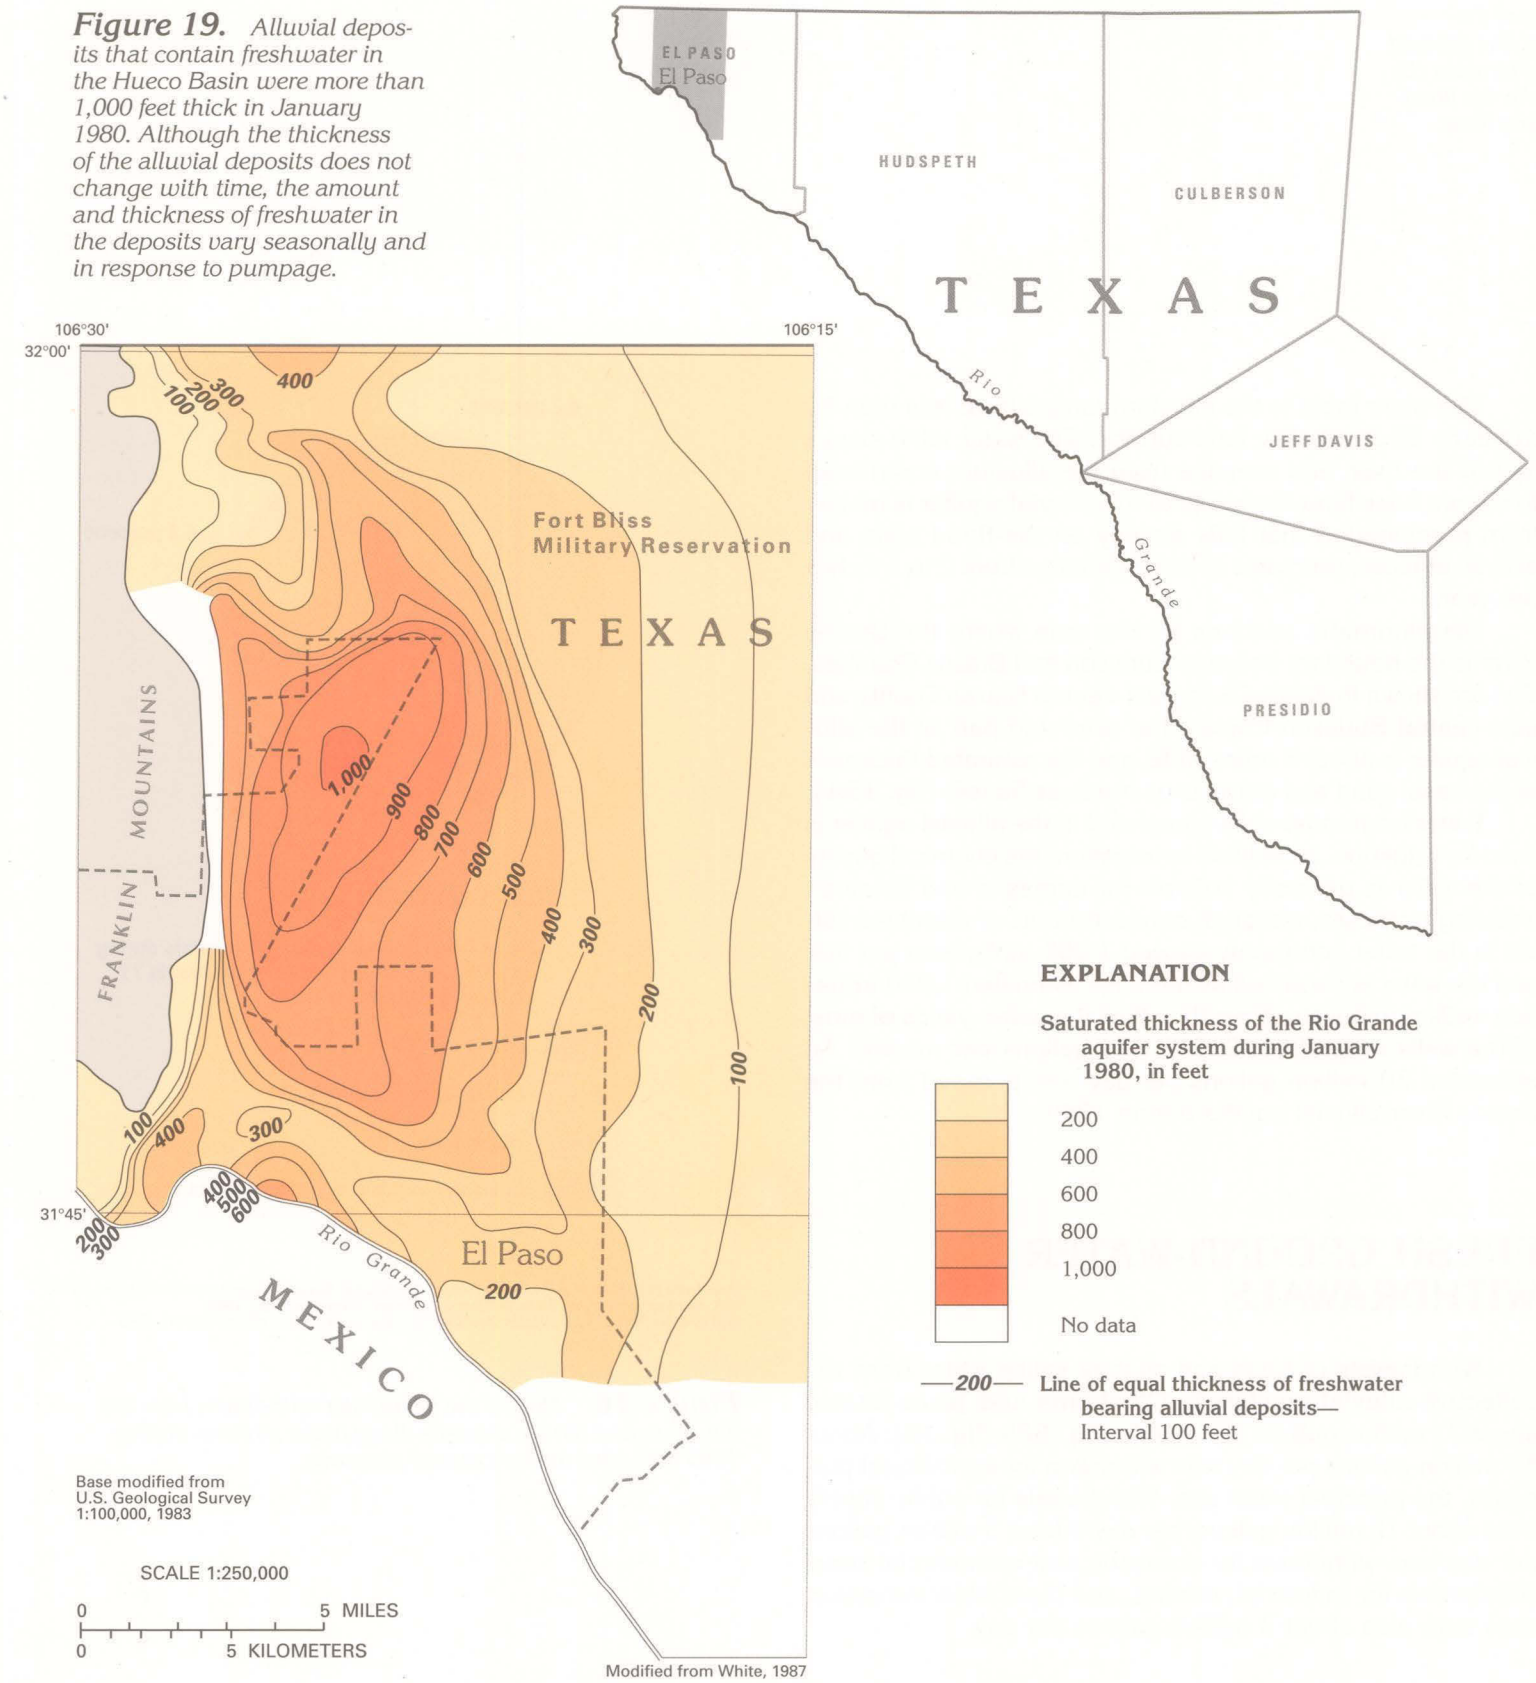 Figure 19. Alluvial depos-
its that contain freshwater in
the Hueco Basin were more than
1,000 feet thick in January
1980. Although the thickness
of the alluvial deposits does not
change with time, the amount
and thickness of freshwater in
the deposits vary seasonally and
in response to pumpage.
EL PASO
El Paso
HUDSPETH
CULBERSON
TEXAS
Rio
JEFF DAVIS
Grande
PRESIDIO
106°30'
106°15'
32°00'
400
300
200
100
Fort Bliss
Military Reservation
TEXAS
MOUNTAINS
FRANKLIN
1,000
900
800
700
600
500
400
300
200
100
100
400
300
400
500
600
31°45'
200
300
Rio Grande
El Paso
200
MEXICO
EXPLANATION
Saturated thickness of the Rio Grande
aquifer system during January
1980, in feet
200
400
600
800
1,000
No data
200
Line of equal thickness of freshwater
bearing alluvial deposits—
Interval 100 feet
Base modified from
U.S. Geological Survey
1:100,000, 1983
SCALE 1:250,000
0 5 MILES
0 5 KILOMETERS
Modified from White, 1987